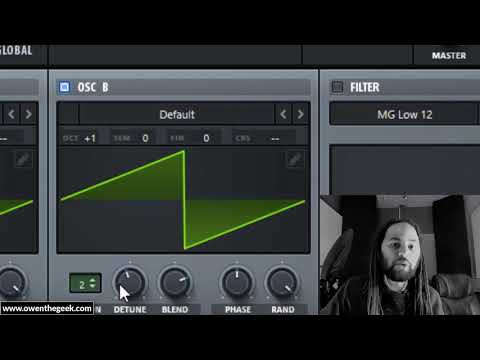 GLOBAL
MASTER
OSC B
FILTER
Default
MG Low 12
OCT +1 SEM 0 FIN 0 CRS --
--
--
2
N DETUNE BLEND PHASE RAND
www.owenthegeek.com